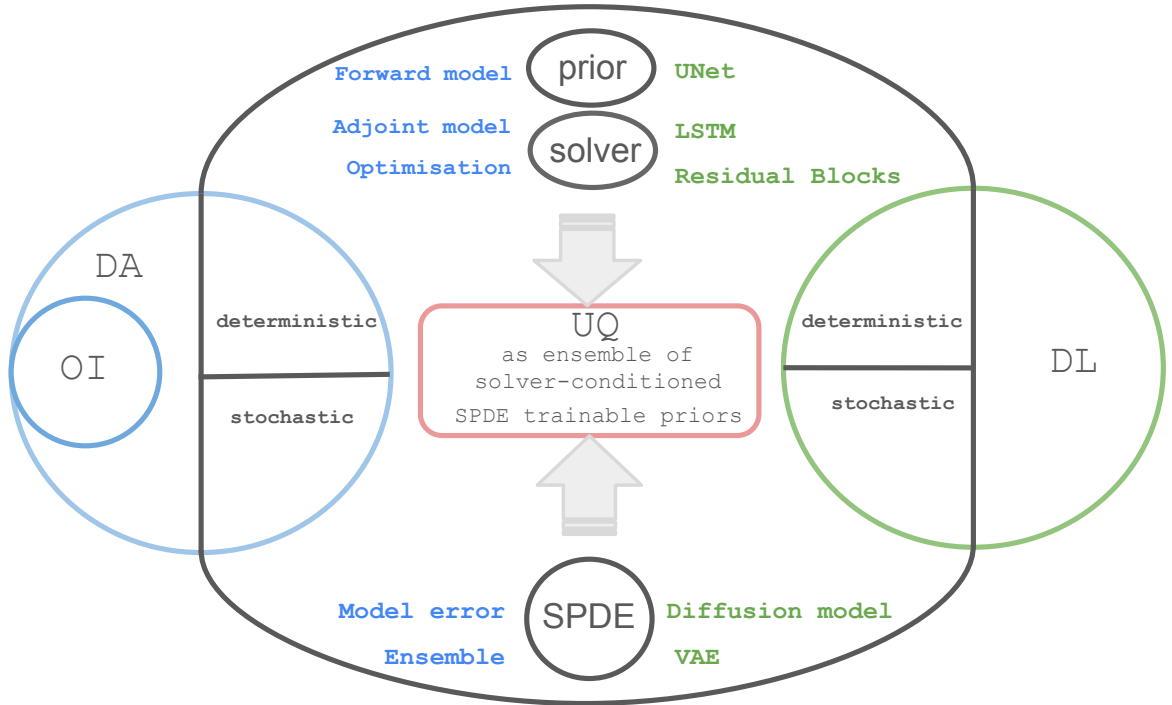 prior
Forward model
UNet
Adjoint model
solver
LSTM
Optimisation
Residual Blocks
DA
OI
deterministic
stochastic
UQ
as ensemble of
solver-conditioned
SPDE trainable priors
deterministic
stochastic
DL
Model error
SPDE
Diffusion model
Ensemble
VAE